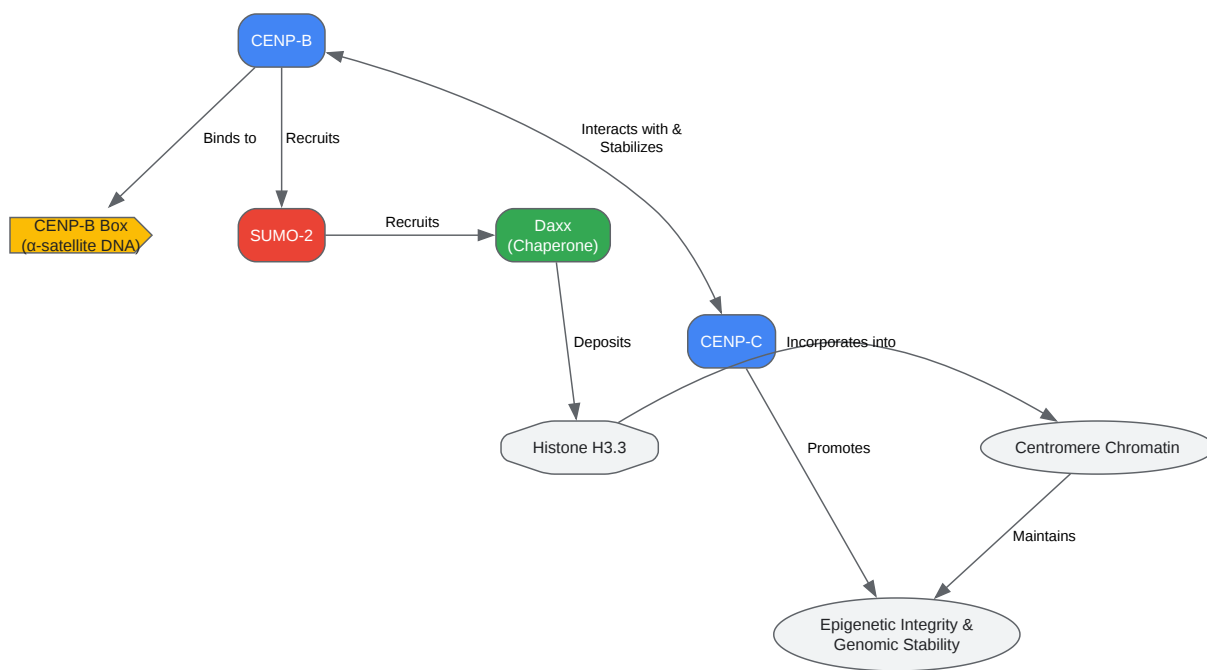 CENP-B
Interacts with &
Stabilizes
Binds to
Recruits
CENP-B Box
(α-satellite DNA)
SUMO-2
Recruits
Daxx
(Chaperone)
Deposits
CENP-C
Incorporates into
Histone H3.3
Promotes
Centromere Chromatin
Maintains
Epigenetic Integrity &
Genomic Stability